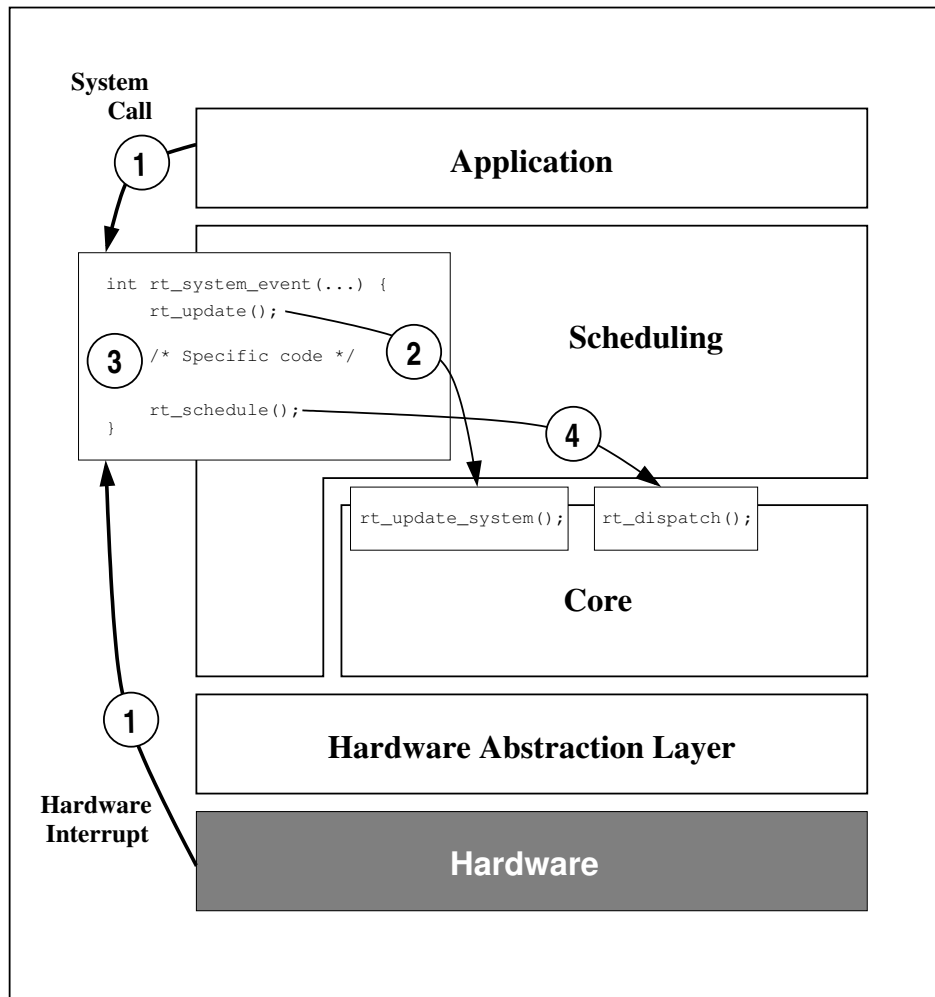 System
Call
1
Application
int rt_system_event(...) {
rt_update();
2
Scheduling
3
/* Specific code */
rt_schedule();
4
}
rt_update_system();
rt_dispatch();
Core
1
Hardware Abstraction Layer
Hardware
Interrupt
Hardware